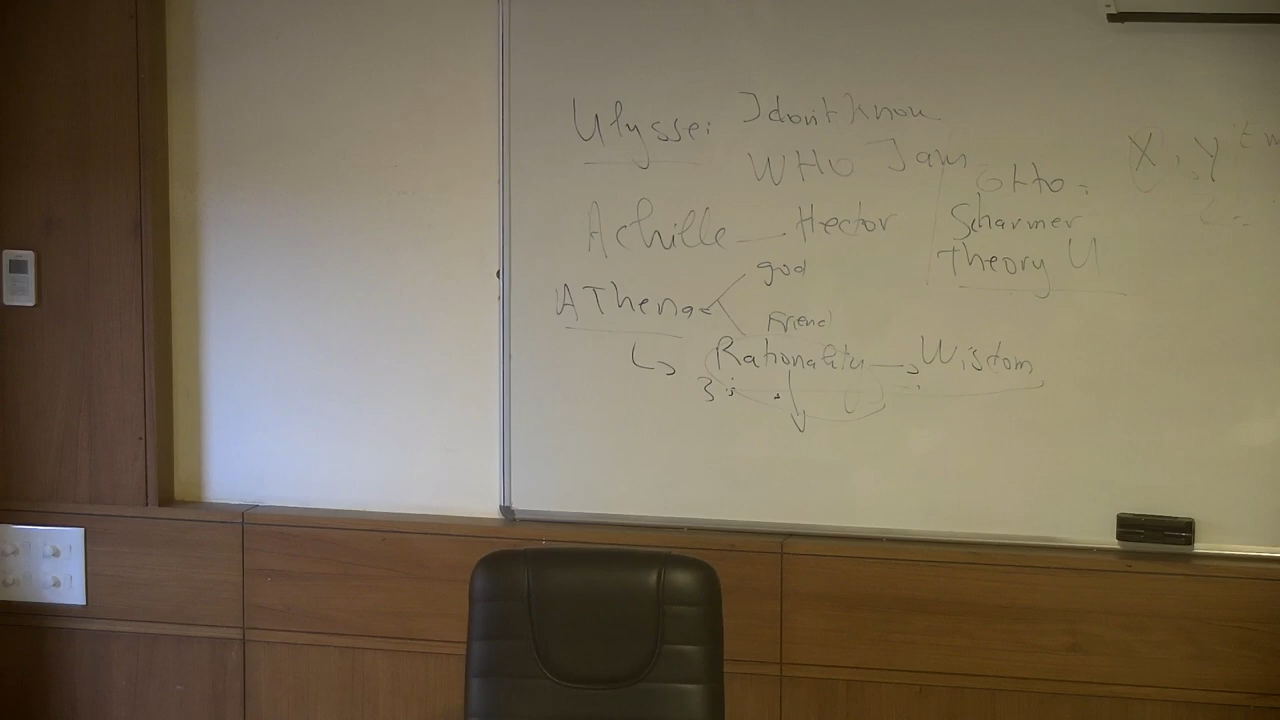 Ulysse: I don't know
WHO I am
Otto
Scharmer
Theory U
X, Y
Achille — Hector
AThena
god
Friend
↳ Rationality → Wisdom